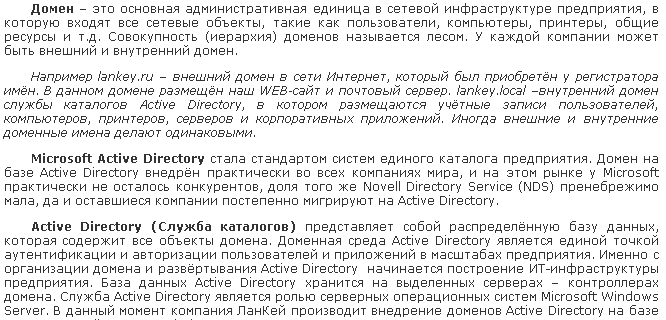 Домен – это основная административная единица в сетевой инфраструктуре предприятия, в
которую входят все сетевые объекты, такие как пользователи, компьютеры, принтеры, общие
ресурсы и т.д. Совокупность (иерархия) доменов называется лесом. У каждой компании может
быть внешний и внутренний домен.
Например lankey.ru – внешний домен в сети Интернет, который был приобретён у регистратора
имён. В данном домене размещён наш WEB-сайт и почтовый сервер. lankey.local –внутренний домен
службы каталогов Active Directory, в котором размещаются учётные записи пользователей,
компьютеров, принтеров, серверов и корпоративных приложений. Иногда внешние и внутренние
доменные имена делают одинаковыми.
Microsoft Active Directory стала стандартом систем единого каталога предприятия. Домен на
базе Active Directory внедрён практически во всех компаниях мира, и на этом рынке у Microsoft
практически не осталось конкурентов, доля того же Novell Directory Service (NDS) пренебрежимо
мала, да и оставшиеся компании постепенно мигрируют на Active Directory.
Active Directory (Служба каталогов) представляет собой распределённую базу данных,
которая содержит все объекты домена. Доменная среда Active Directory является единой точкой
аутентификации и авторизации пользователей и приложений в масштабах предприятия. Именно с
организации домена и развёртывания Active Directory начинается построение ИТ-инфраструктуры
предприятия. База данных Active Directory хранится на выделенных серверах – контроллерах
домена. Служба Active Directory является ролью серверных операционных систем Microsoft Windows
Server. В данный момент компания ЛанКей производит внедрение доменов Active Directory на базе